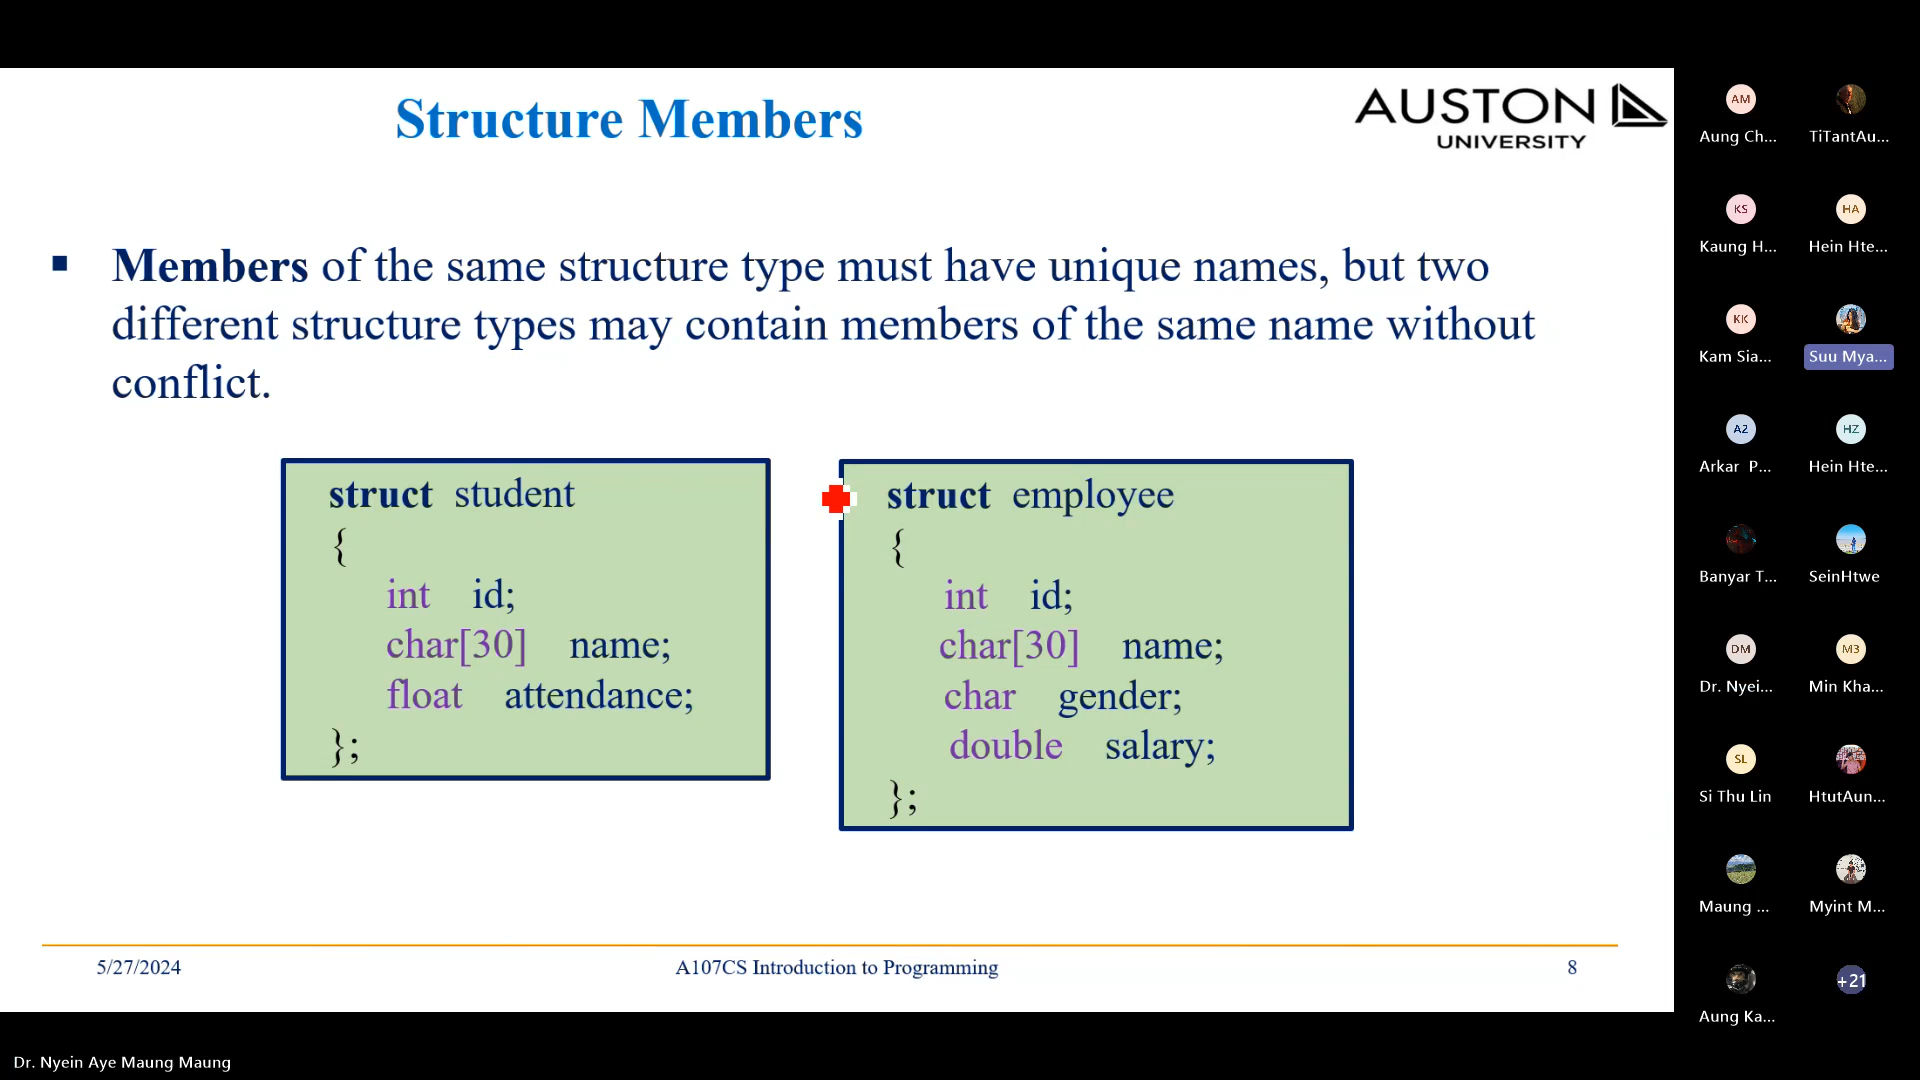 Structure Members
AUSTON
UNIVERSITY
▪ Members of the same structure type must have unique names, but two
different structure types may contain members of the same name without
conflict.
struct student
{
int id;
char[30] name;
float attendance;
};
struct employee
{
int id;
char[30] name;
char gender;
double salary;
};
5/27/2024
A107CS Introduction to Programming
8
AM
Aung Ch...
TiTantAu...
KS
Kaung H...
HA
Hein Hte...
KK
Kam Sia...
Suu Mya...
A2
Arkar P...
HZ
Hein Hte...
Banyar T...
SeinHtwe
DM
Dr. Nyei...
M3
Min Kha...
SL
Si Thu Lin
HtutAun...
Maung ...
Myint M...
Aung Ka...
+21
Dr. Nyein Aye Maung Maung